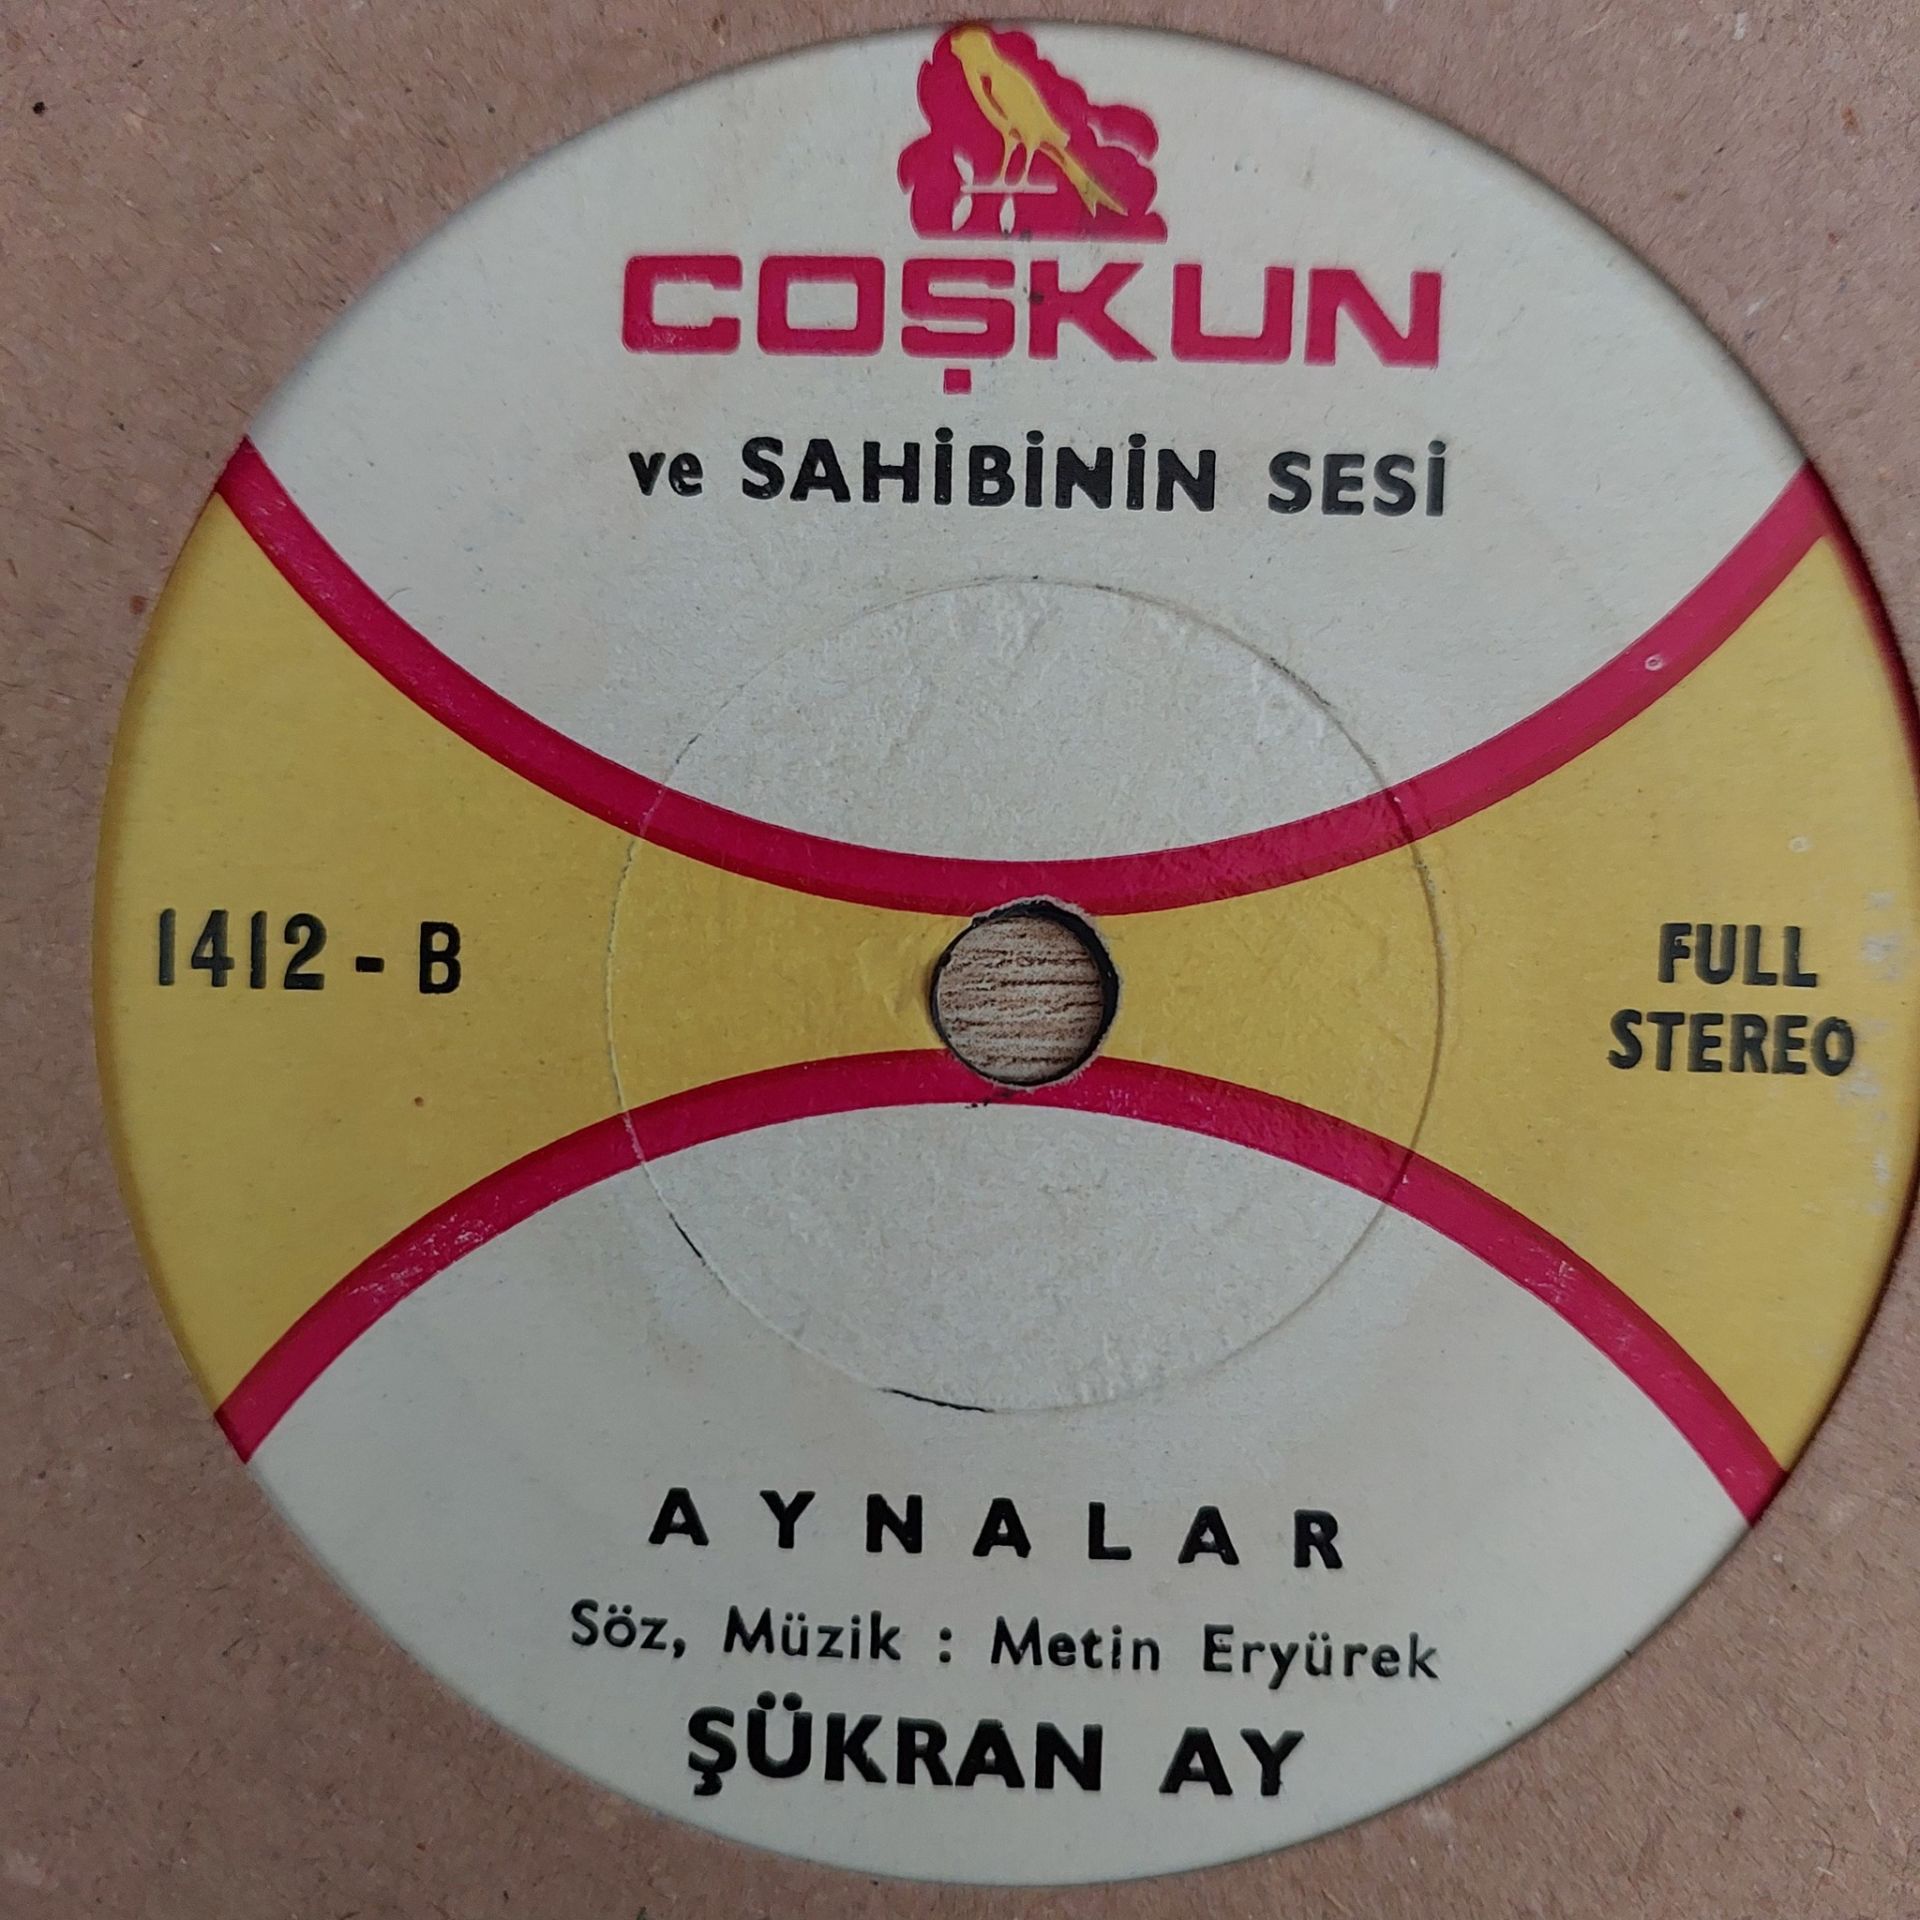 COŞKUN
ve SAHİBİNİN SESİ
1412 - B
FULL
STEREO
AYNALAR
Söz, Müzik : Metin Eryürek
ŞÜKRAN AY